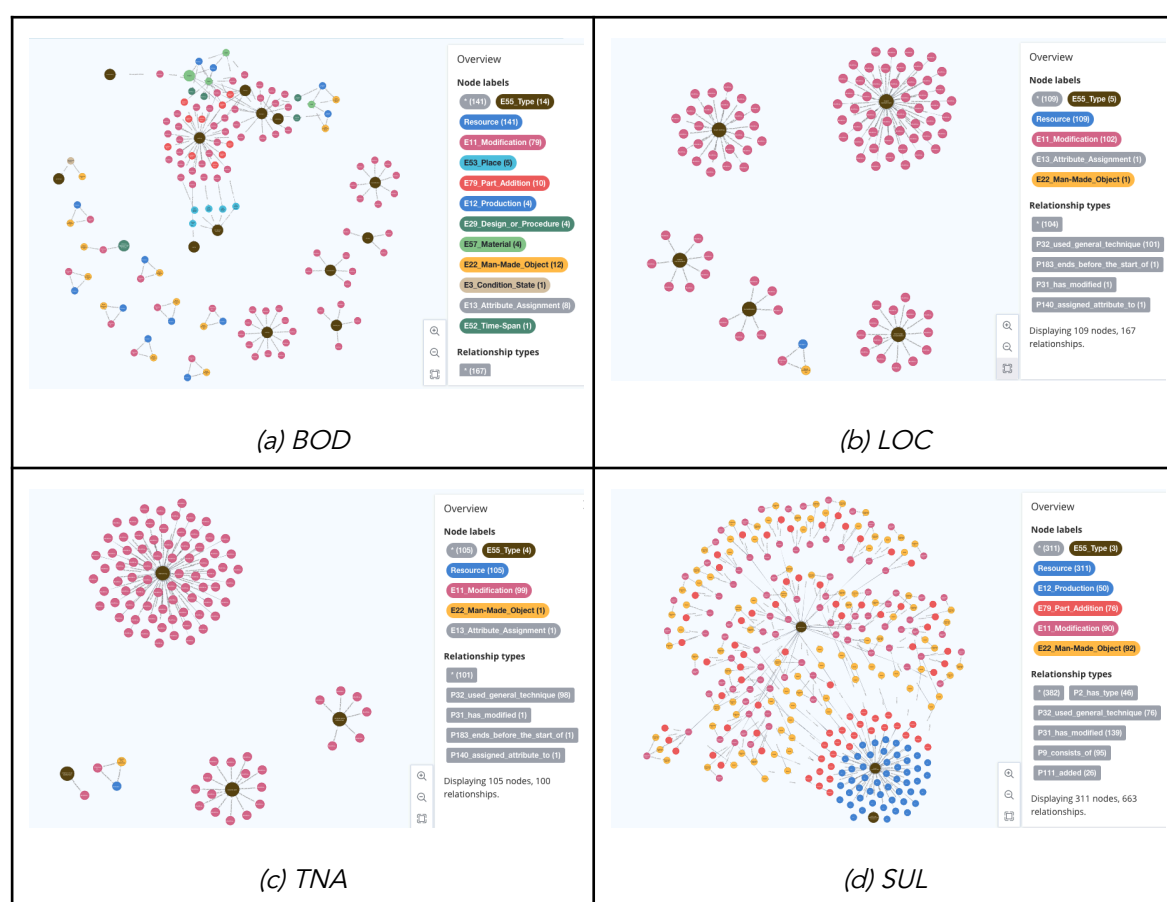 Overview
Node labels
* (141) E55_Type (14)
Resource (141)
E11_Modification (79)
E53_Place (5)
E79_Part_Addition (10)
E12_Production (4)
E29_Design_or_Procedure (4)
E57_Material (4)
E22_Man-Made_Object (12)
E3_Condition_State (1)
E13_Attribute_Assignment (8)
E52_Time-Span (1)
Relationship types
* (167)
(a) BOD
Overview
Node labels
* (109) E55_Type (5)
Resource (109)
E11_Modification (102)
E13_Attribute_Assignment (1)
E22_Man-Made_Object (1)
Relationship types
* (104)
P32_used_general_technique (101)
P183_ends_before_the_start_of (1)
P31_has_modified (1)
P140_assigned_attribute_to (1)
Displaying 109 nodes, 167
relationships.
(b) LOC
Overview
Node labels
* (105) E55_Type (4)
Resource (105)
E11_Modification (99)
E22_Man-Made_Object (1)
E13_Attribute_Assignment (1)
Relationship types
* (101)
P32_used_general_technique (98)
P31_has_modified (1)
P183_ends_before_the_start_of (1)
P140_assigned_attribute_to (1)
Displaying 105 nodes, 100
relationships.
(c) TNA
Overview
Node labels
* (311) E55_Type (3)
Resource (311)
E12_Production (50)
E79_Part_Addition (76)
E11_Modification (90)
E22_Man-Made_Object (92)
Relationship types
* (382) P2_has_type (46)
P32_used_general_technique (76)
P31_has_modified (139)
P9_consists_of (95)
P111_added (26)
Displaying 311 nodes, 663
relationships.
(d) SUL